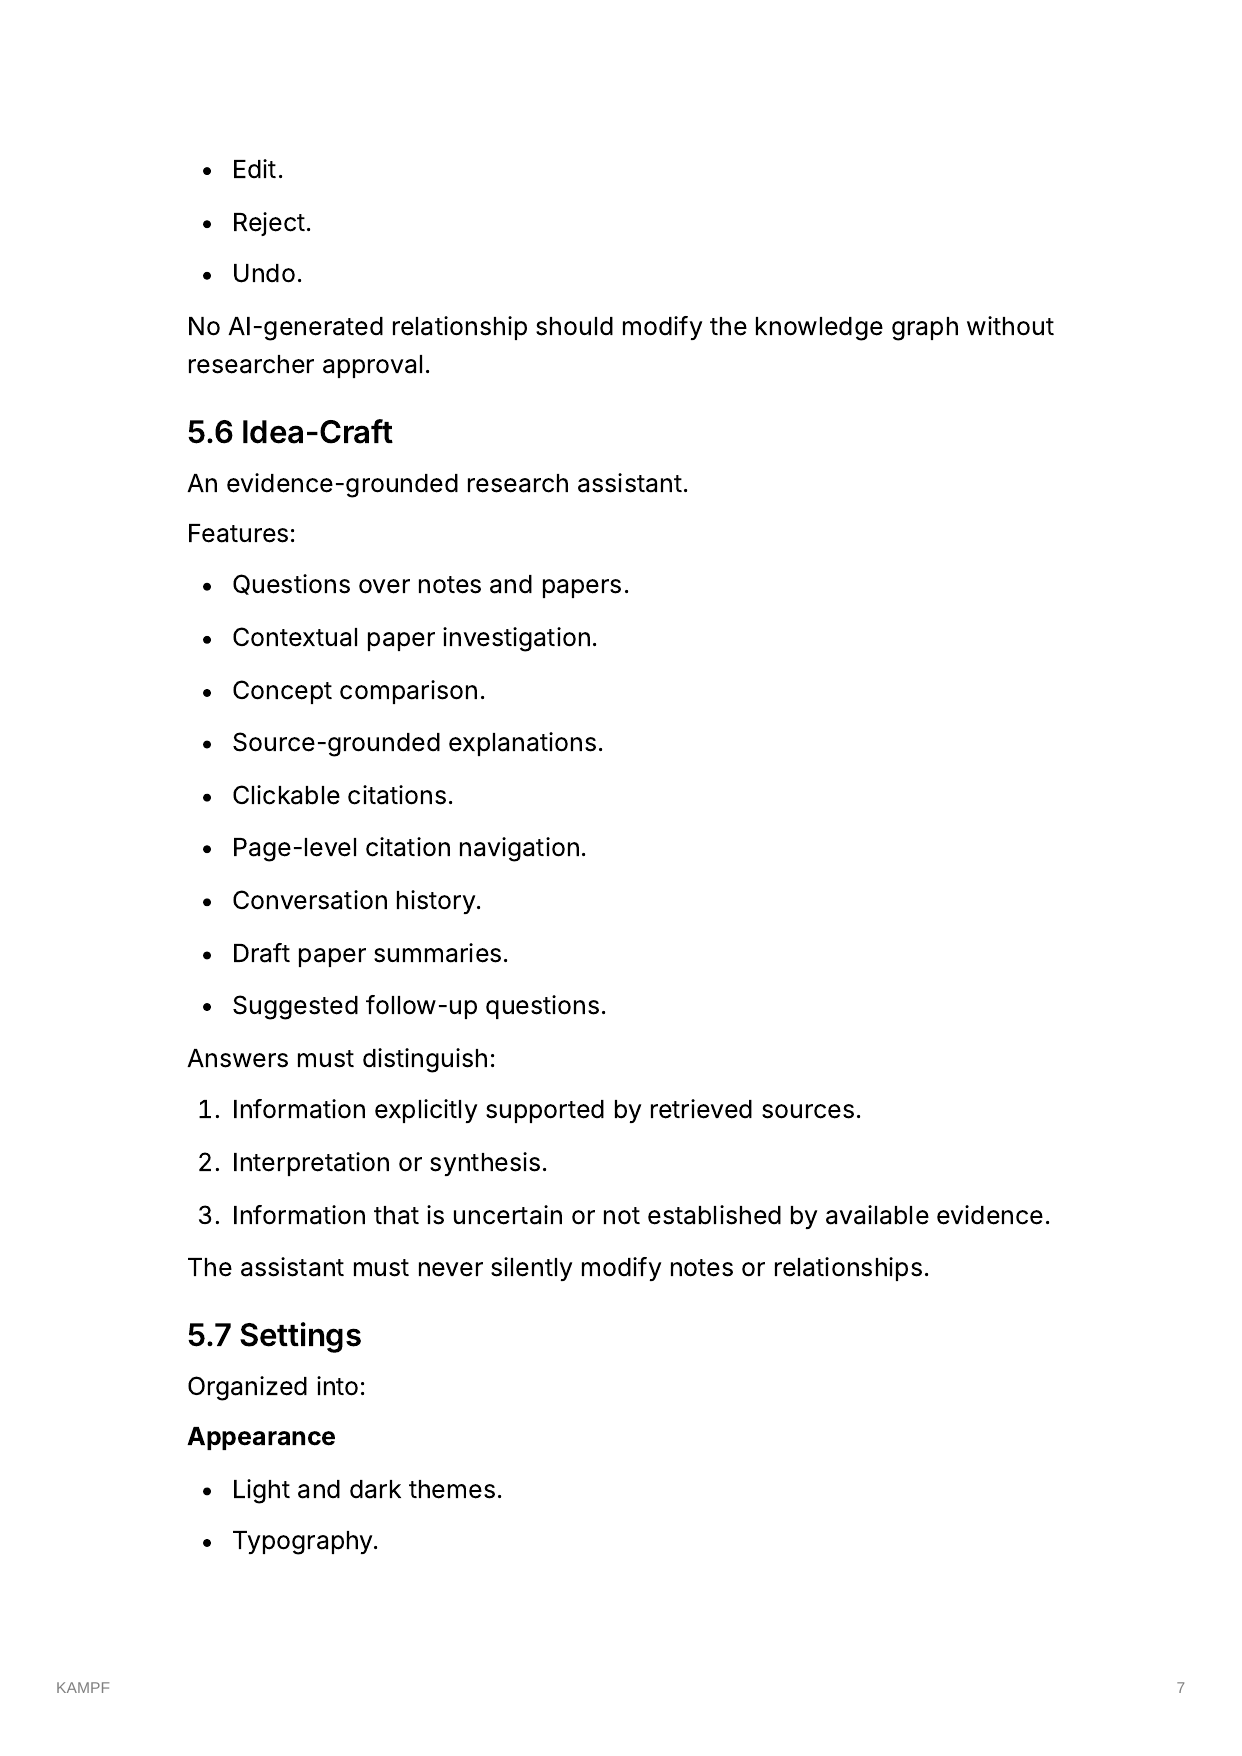 • Edit.
• Reject.
• Undo.
No AI-generated relationship should modify the knowledge graph without
researcher approval.
5.6 Idea-Craft
An evidence-grounded research assistant.
Features:
• Questions over notes and papers.
• Contextual paper investigation.
• Concept comparison.
• Source-grounded explanations.
• Clickable citations.
• Page-level citation navigation.
• Conversation history.
• Draft paper summaries.
• Suggested follow-up questions.
Answers must distinguish:
1. Information explicitly supported by retrieved sources.
2. Interpretation or synthesis.
3. Information that is uncertain or not established by available evidence.
The assistant must never silently modify notes or relationships.
5.7 Settings
Organized into:
Appearance
• Light and dark themes.
• Typography.
KAMPF
7